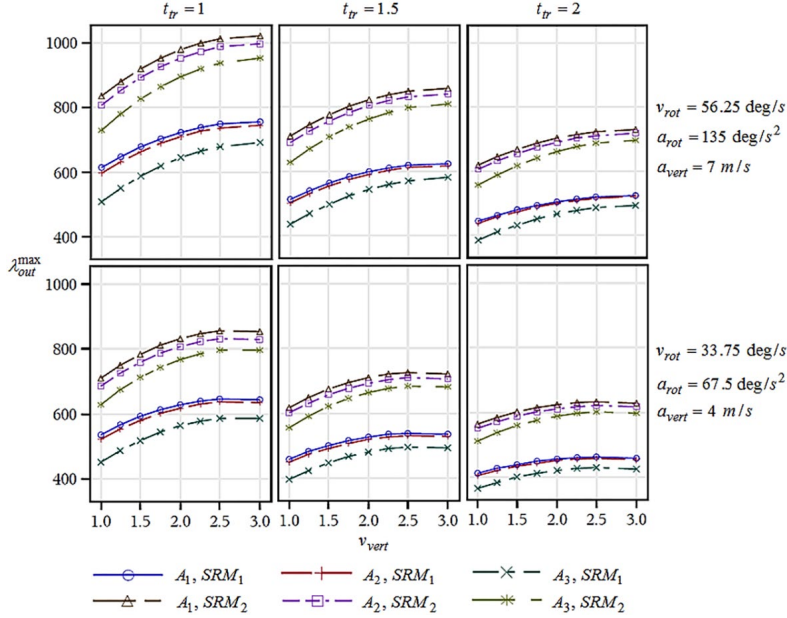 t_tr = 1
t_tr = 1.5
t_tr = 2
1000
800
600
400
v_rot = 56.25 deg/s
a_rot = 135 deg/s²
a_vert = 7 m/s
λ_out^max
1000
800
600
400
v_rot = 33.75 deg/s
a_rot = 67.5 deg/s²
a_vert = 4 m/s
1.0 1.5 2.0 2.5 3.0
1.0 1.5 2.0 2.5 3.0
1.0 1.5 2.0 2.5 3.0
v_vert
A₁, SRM₁
A₂, SRM₁
A₃, SRM₁
A₁, SRM₂
A₂, SRM₂
A₃, SRM₂